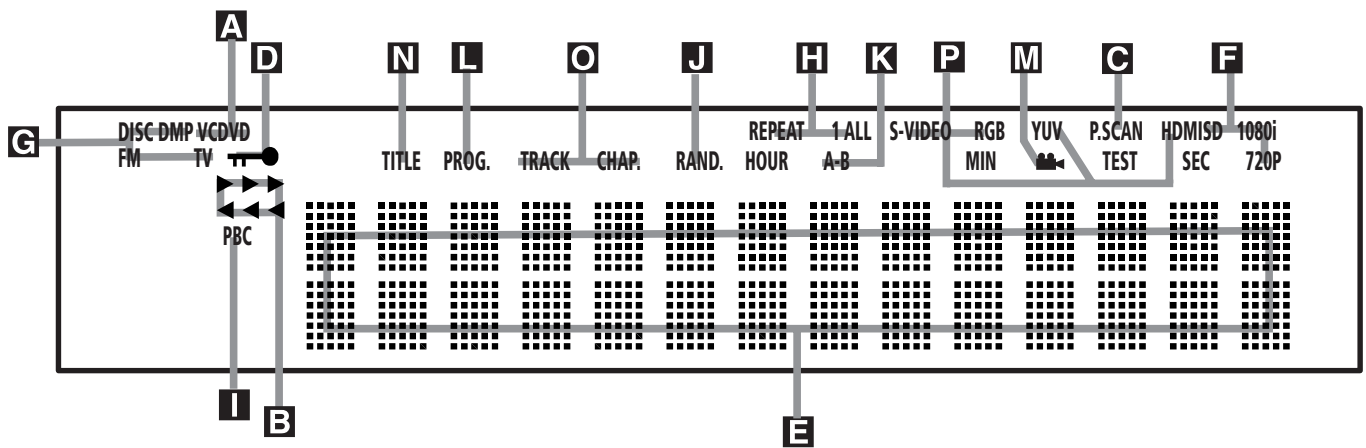 A
D N L O J H K P M C F
G
DISC DMP VCDVD REPEAT 1 ALL S-VIDEO RGB YUV P.SCAN HDMISD 1080i
FM TV TITLE PROG. TRACK CHAP. RAND. HOUR A-B MIN TEST SEC 720P
PBC
I
B
E